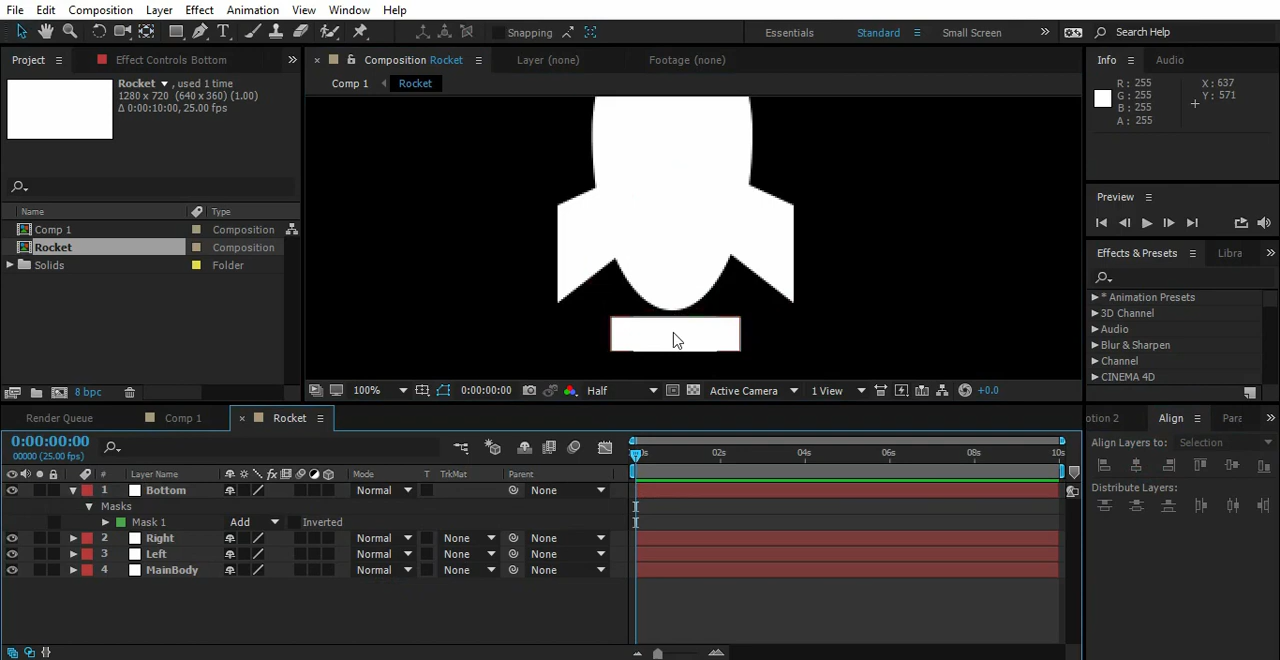 File Edit Composition Layer Effect Animation View Window Help
Snapping Essentials Standard Small Screen Search Help
Project Effect Controls Bottom Composition Rocket Layer (none) Footage (none) Info Audio
Rocket , used 1 time
1280 x 720 (640 x 360) (1.00)
Δ 0:00:10:00, 25.00 fps
Comp 1 Rocket
R : 255
G : 255
B : 255
A : 255
X : 637
Y : 571
Preview
Name Type
Comp 1 Composition
Rocket Composition
Solids Folder
Effects & Presets Libra
* Animation Presets
3D Channel
Audio
Blur & Sharpen
Channel
CINEMA 4D
8 bpc 100% 0:00:00:00 Half Active Camera 1 View +0.0
Render Queue Comp 1 Rocket
otion 2 Align Para
0:00:00:00
00000 (25.00 fps)
02s 04s 06s 08s 10s
Align Layers to: Selection
# Layer Name Mode T TrkMat Parent
1 Bottom Normal None
Masks
Mask 1 Add Inverted
2 Right Normal None None
3 Left Normal None None
4 MainBody Normal None None
Distribute Layers: